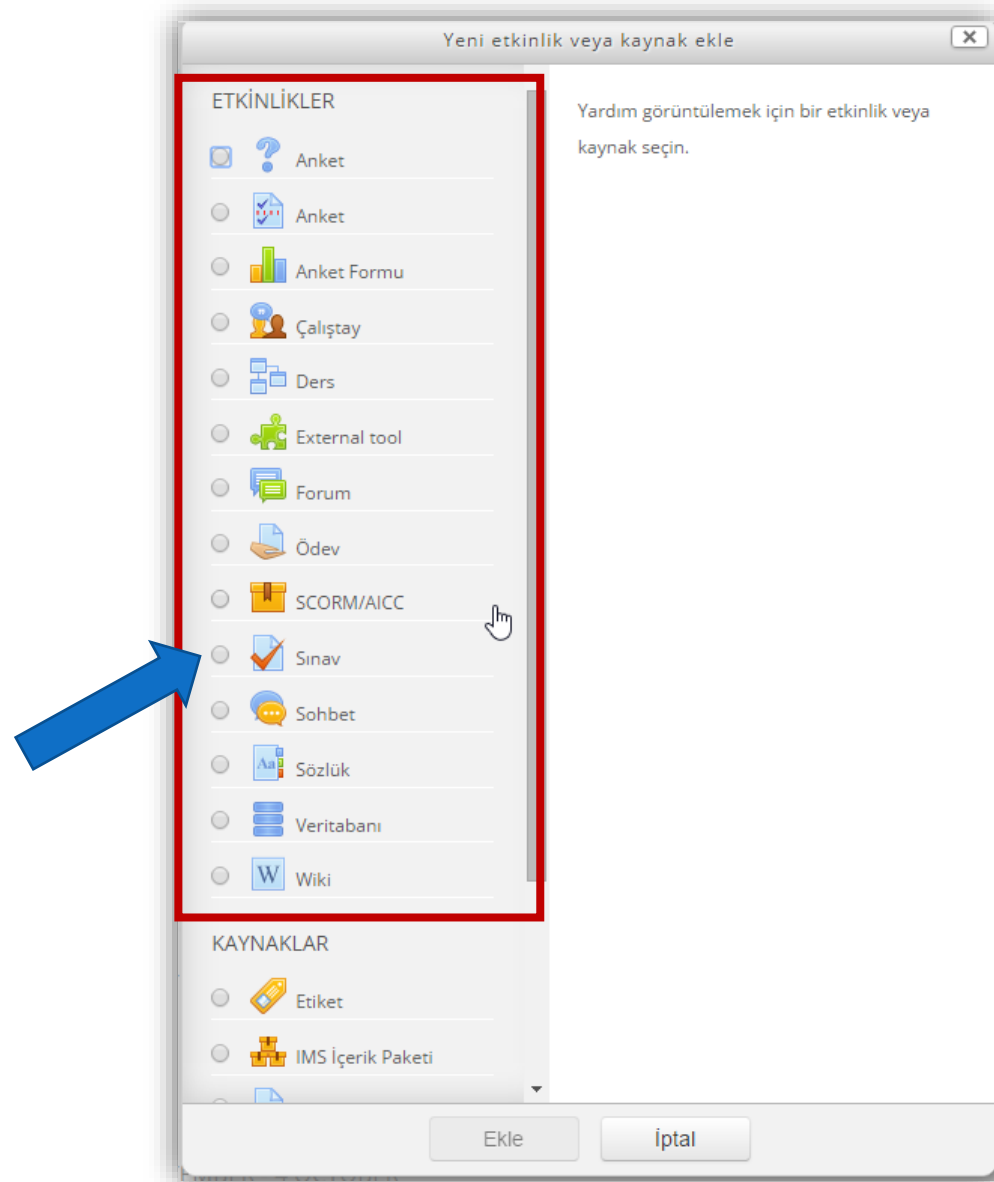 Yeni etkinlik veya kaynak ekle
ETKİNLİKLER
Anket
Anket
Anket Formu
Çalıştay
Ders
External tool
Forum
Ödev
SCORM/AICC
Sınav
Sohbet
Sözlük
Veritabanı
Wiki
KAYNAKLAR
Etiket
IMS İçerik Paketi
Yardım görüntülemek için bir etkinlik veya
kaynak seçin.
Ekle
İptal